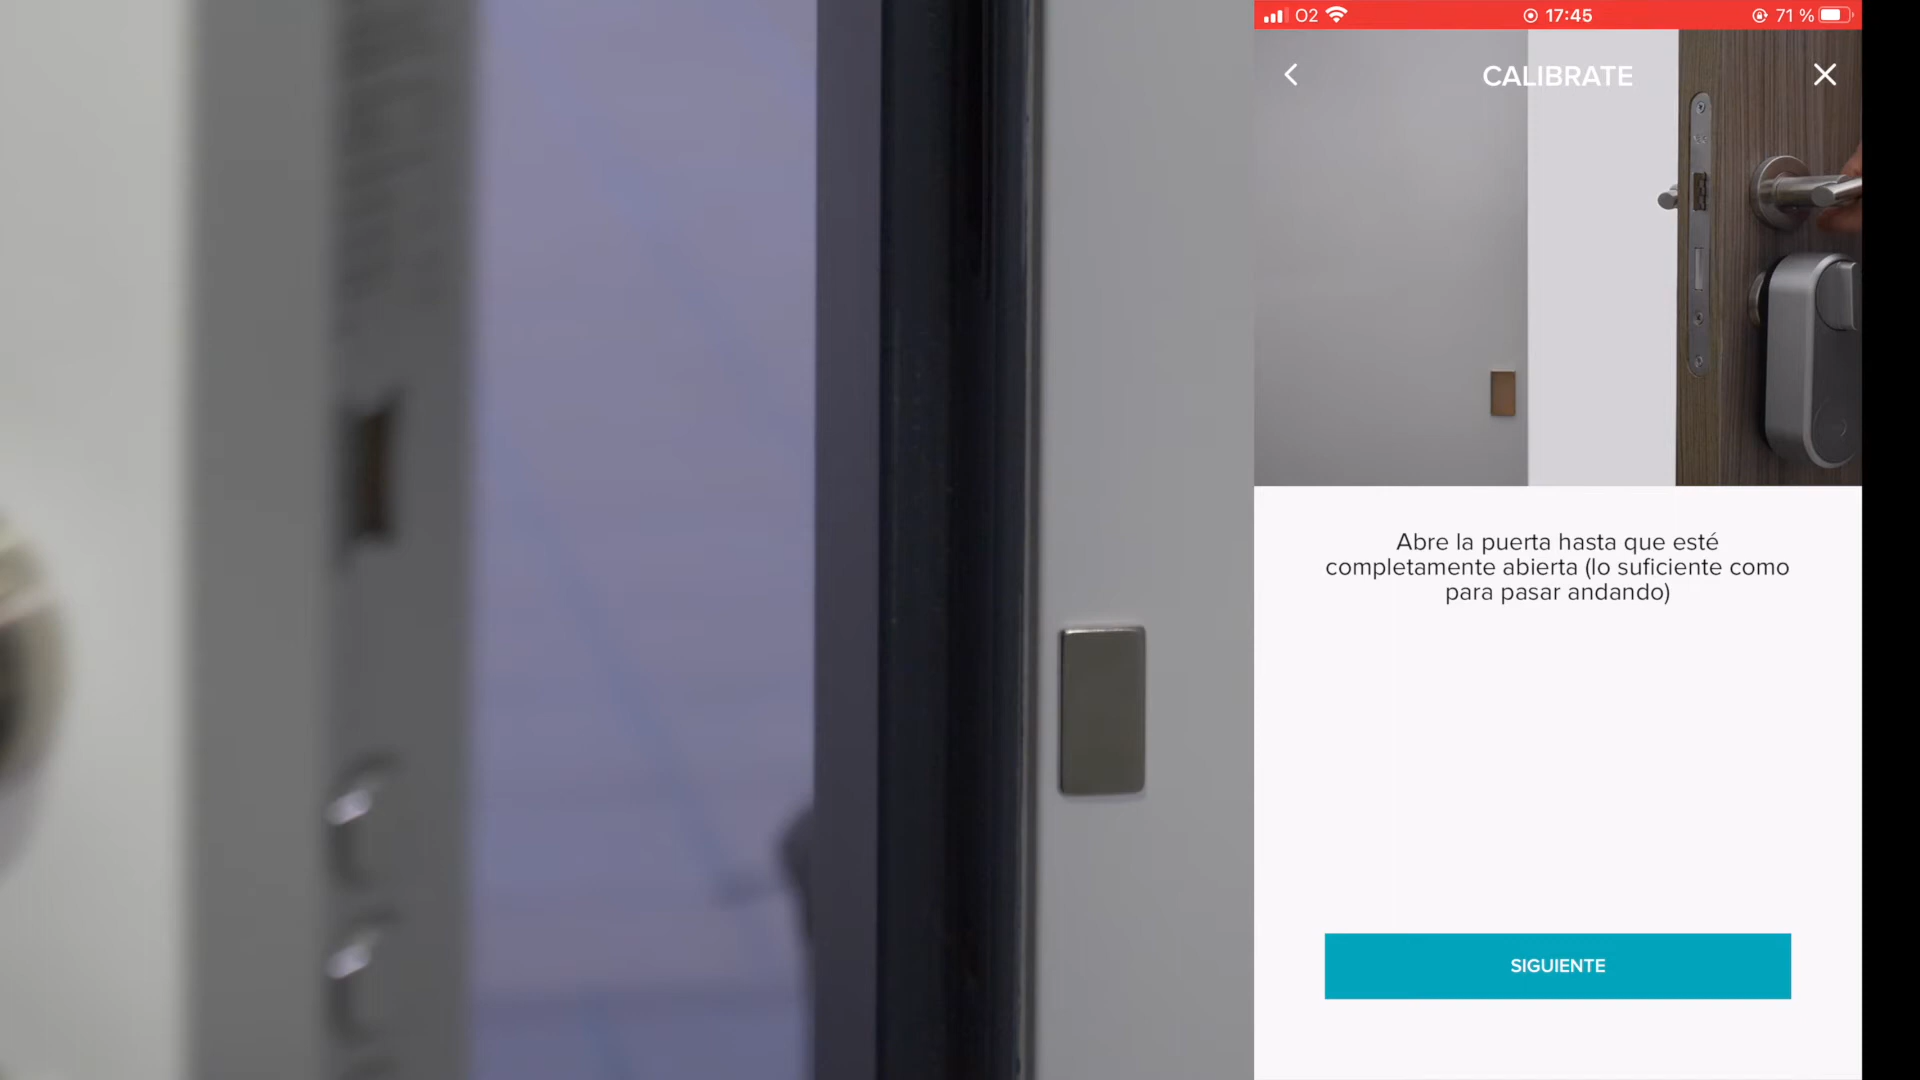 O2 17:45 71 %
CALIBRATE
Abre la puerta hasta que esté
completamente abierta (lo suficiente como
para pasar andando)
SIGUIENTE